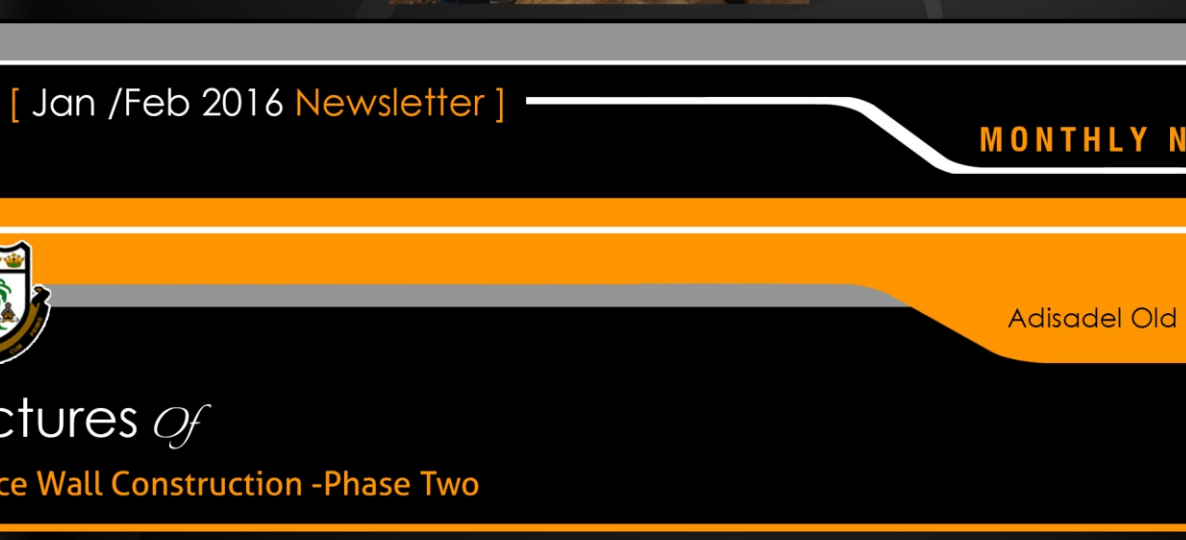 [ Jan /Feb 2016 Newsletter ]
MONTHLY N
Adisadel Old
ctures Of
ce Wall Construction -Phase Two